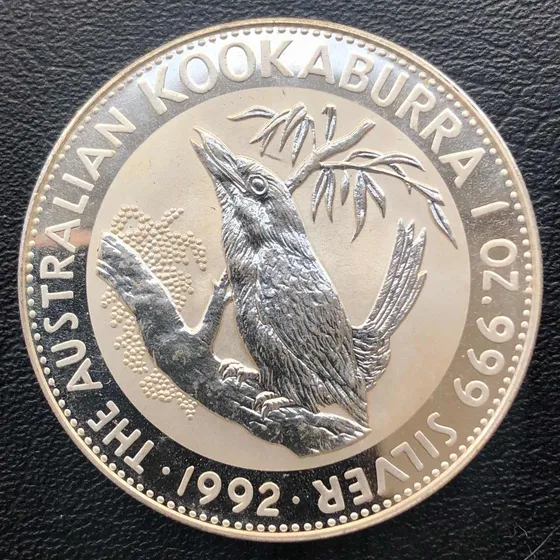 THE AUSTRALIAN KOOKABURRA 1 OZ. 999 SILVER
· 1992 ·